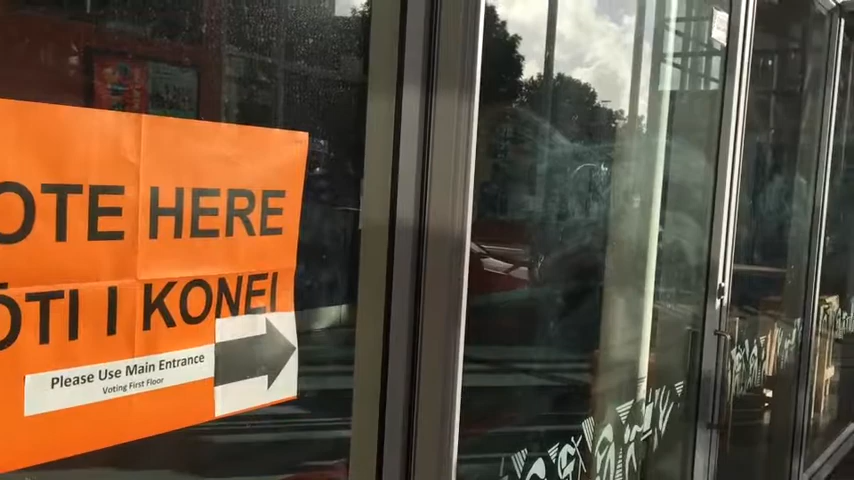 OTE HERE
ŌTI I KONEI
Please Use Main Entrance
Voting First Floor